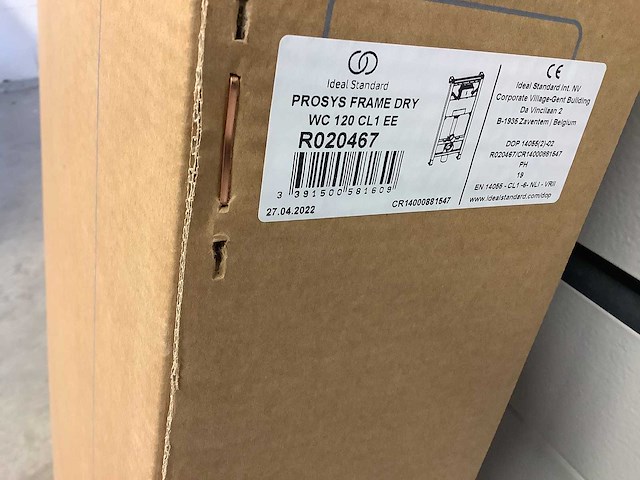 Ideal Standard
PROSYS FRAME DRY
WC 120 CL1 EE
R020467
3 391500 581609
27.04.2022
CR14000881547
CE
Ideal Standard Int. NV
Corporate Village-Gent Building
Da Vincilaan 2
B-1935 Zaventem / Belgium
DOP 14055(2)-02
R020467/CR14000881547
PH
19
EN 14055 - CL1 -6- NLI - VRII
www.idealstandard.com/dop